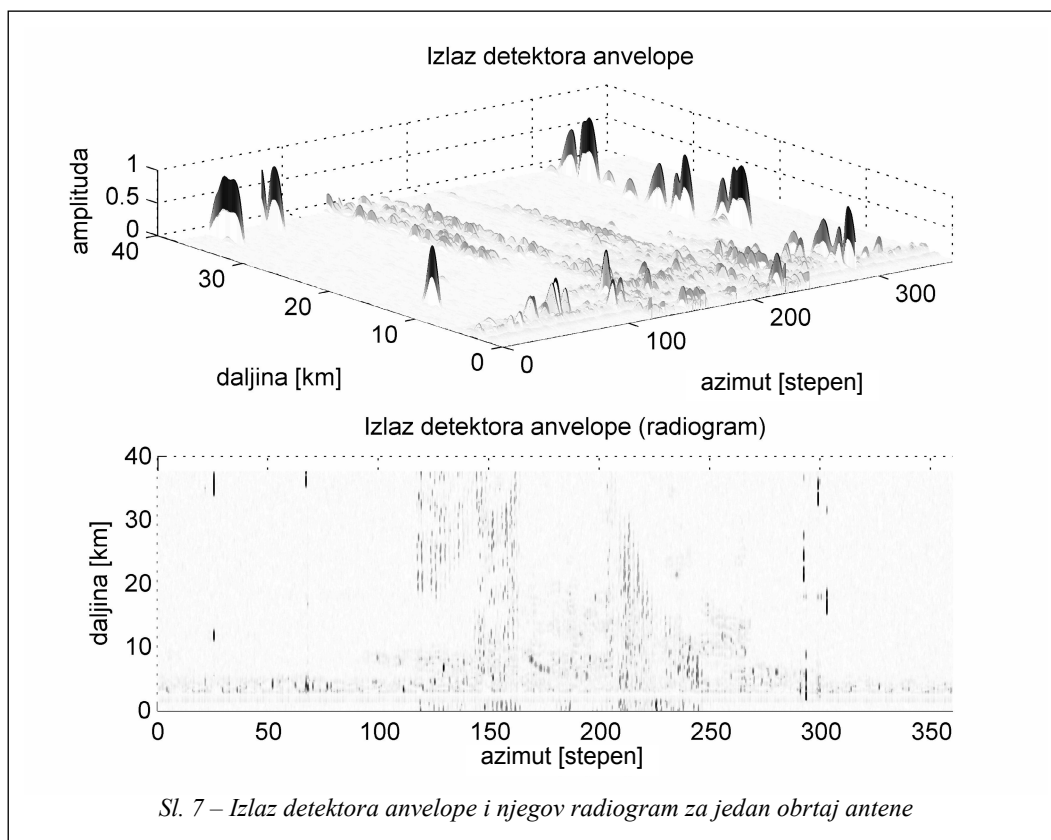 Izlaz detektora anvelope
amplituda
1
0.5
0
40
30
20
10
0
daljina [km]
0
100
200
300
azimut [stepen]
Izlaz detektora anvelope (radiogram)
daljina [km]
40
30
20
10
0
0 50 100 150 200 250 300 350
azimut [stepen]
Sl. 7 – Izlaz detektora anvelope i njegov radiogram za jedan obrtaj antene